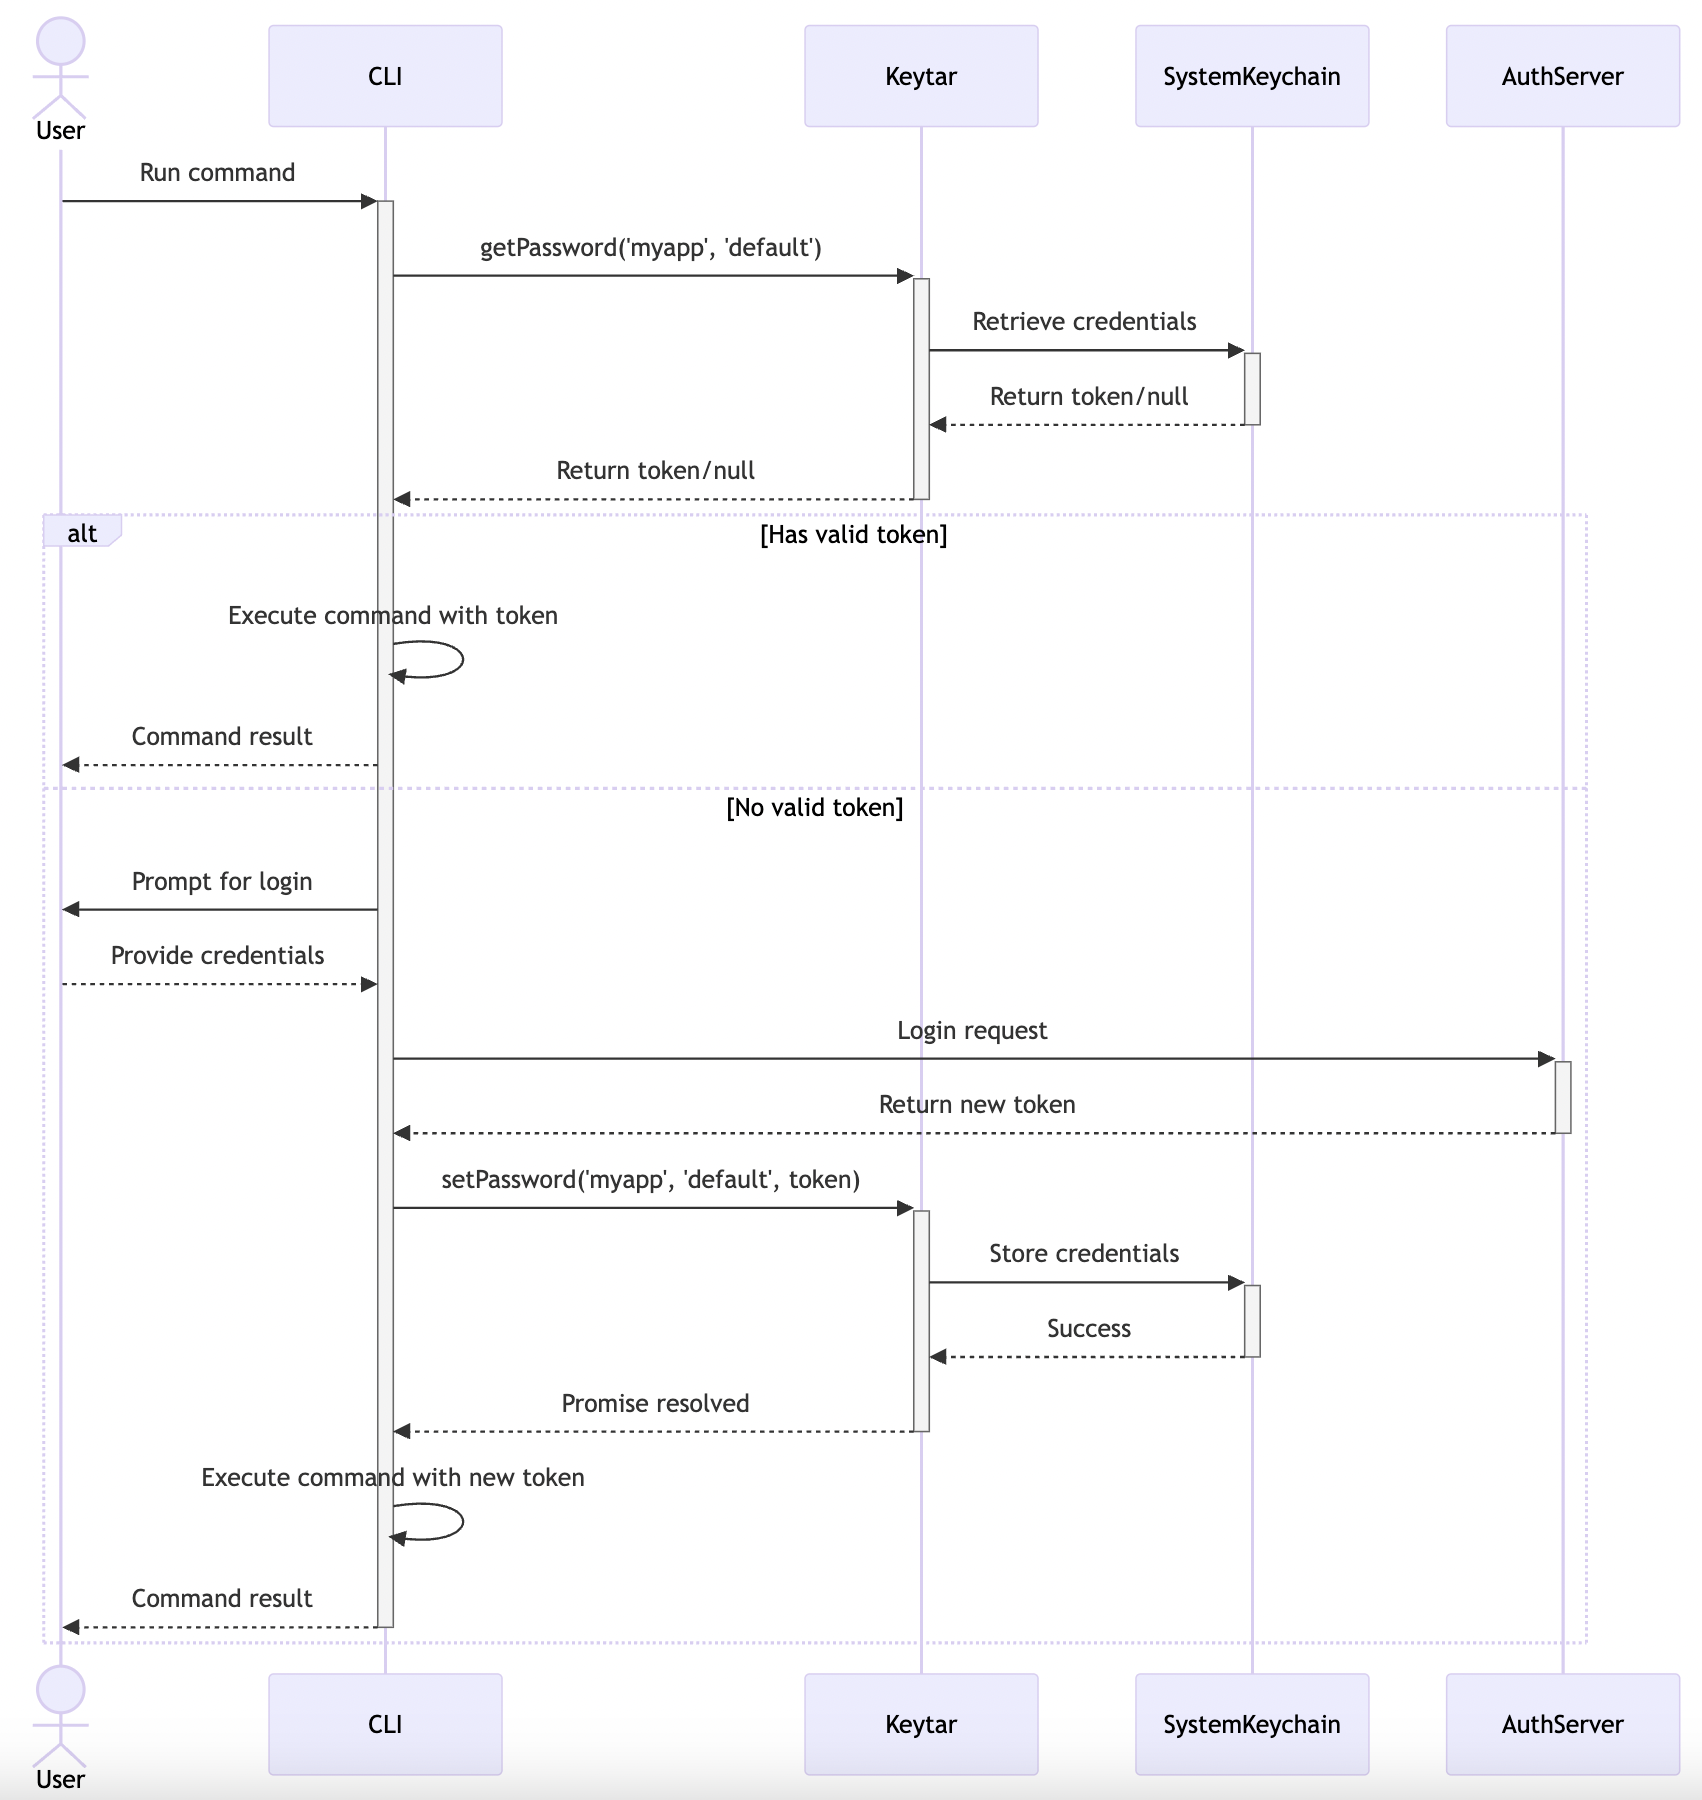 User
CLI
Keytar
SystemKeychain
AuthServer
Run command
getPassword('myapp', 'default')
Retrieve credentials
Return token/null
Return token/null
alt
[Has valid token]
Execute command with token
Command result
[No valid token]
Prompt for login
Provide credentials
Login request
Return new token
setPassword('myapp', 'default', token)
Store credentials
Success
Promise resolved
Execute command with new token
Command result
User
CLI
Keytar
SystemKeychain
AuthServer